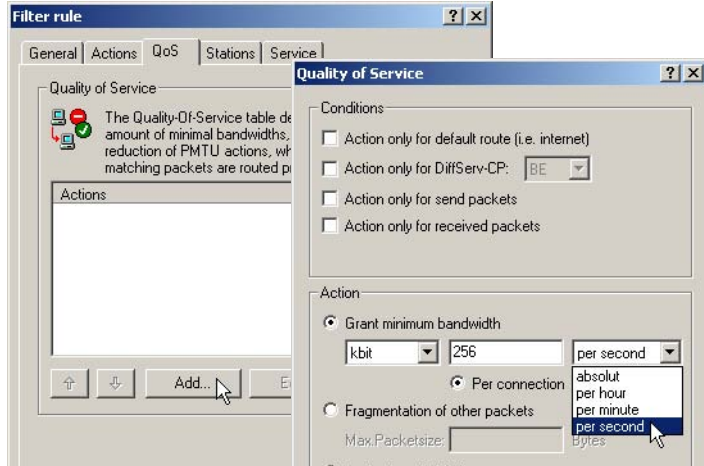 Filter rule
General Actions QoS Stations Service
Quality of Service
The Quality-Of-Service table
amount of minimal bandwidths,
reduction of PMTU actions,
matching packets are routed
Actions
Add...
Quality of Service
Conditions
Action only for default route (i.e. internet)
Action only for DiffServ-CP: BE
Action only for send packets
Action only for received packets
Action
Grant minimum bandwidth
kbit 256 per second
Per connection
absolut
per hour
per minute
per second
Fragmentation of other packets
Max.Packetsize: Bytes